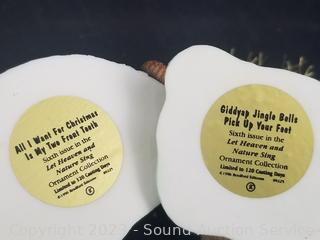 All I Want For Christmas
Is My Two Front Teeth
Sixth issue in the
Let Heaven and
Nature Sing
Ornament Collection
Limited to 120 Casting Days
Giddyap Jingle Bells
Pick Up Your Feet
Sixth issue in the
Let Heaven and
Nature Sing
Ornament Collection
Limited to 120 Casting Days
Copyright 2023 - Sound Auction Service